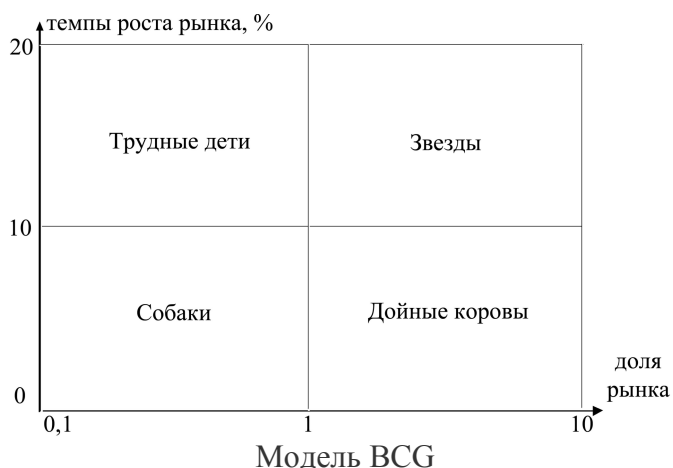 темпы роста рынка, %
20
Трудные дети
Звезды
10
Собаки
Дойные коровы
0
доля
рынка
0,1
1
10
Модель BCG